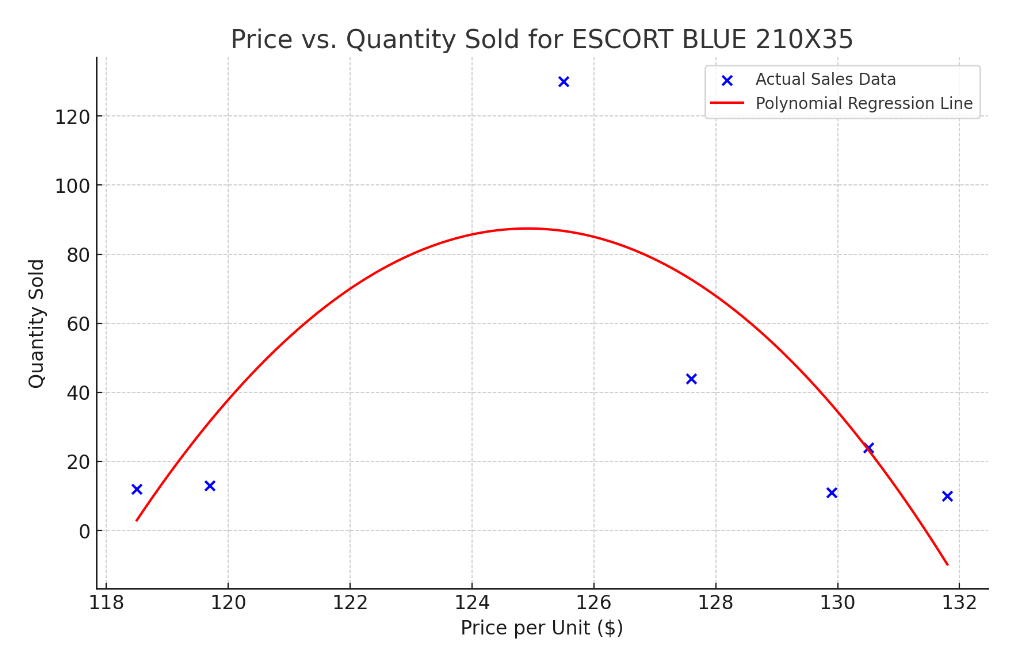 Price vs. Quantity Sold for ESCORT BLUE 210X35
Actual Sales Data
Polynomial Regression Line
Quantity Sold
120
100
80
60
40
20
0
118 120 122 124 126 128 130 132
Price per Unit ($)